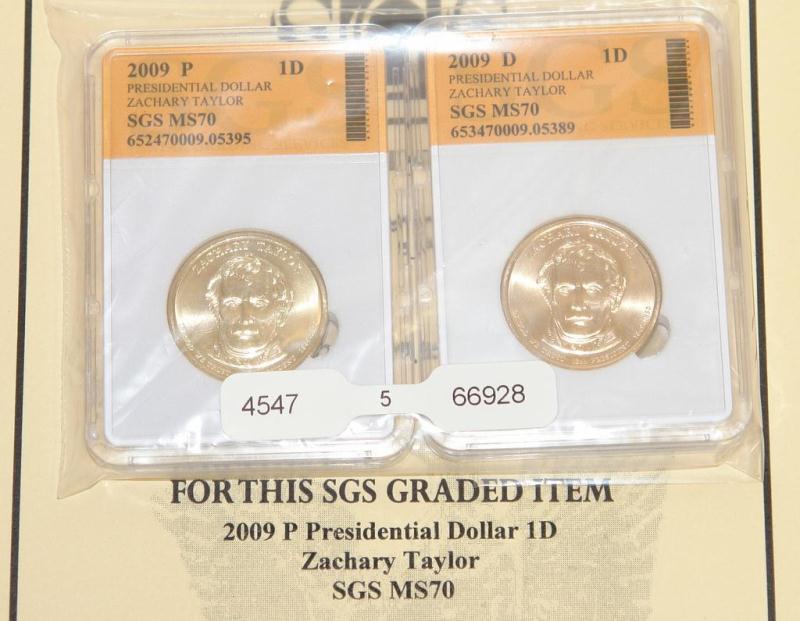 2009 P 1D
PRESIDENTIAL DOLLAR
ZACHARY TAYLOR
SGS MS70
652470009.05395
2009 D 1D
PRESIDENTIAL DOLLAR
ZACHARY TAYLOR
SGS MS70
653470009.05389
ZACHARY TAYLOR
ZACHARY TAYLOR
4547 5 66928
FOR THIS SGS GRADED ITEM
2009 P Presidential Dollar 1D
Zachary Taylor
SGS MS70